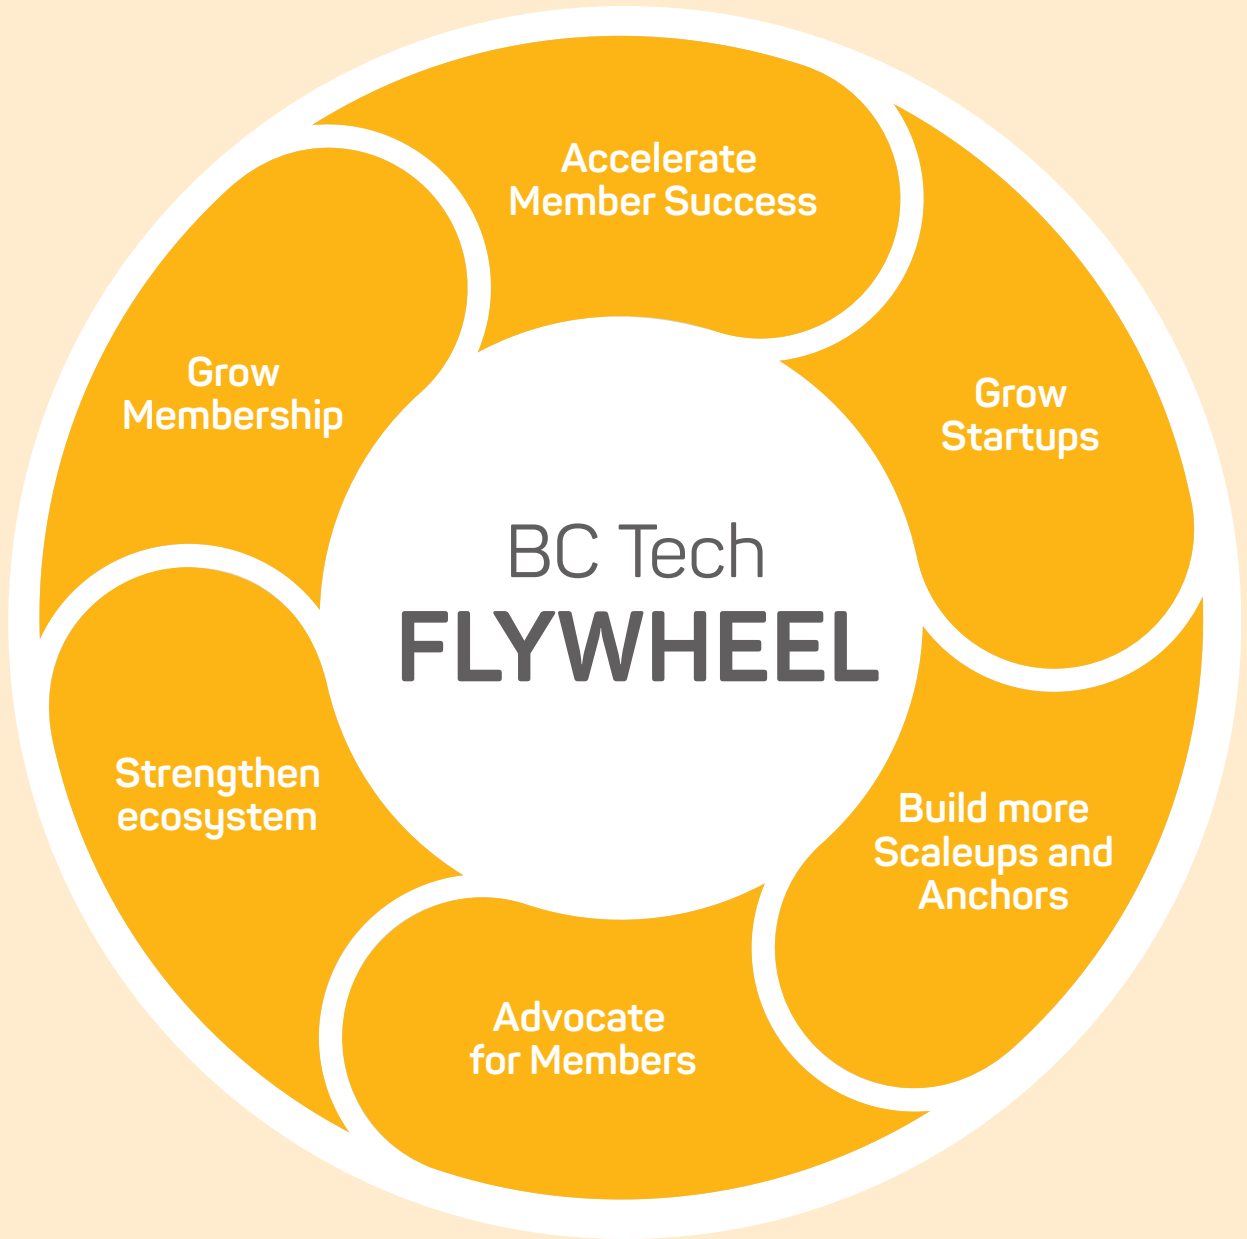 Accelerate
Member Success
Grow
Startups
Build more
Scaleups and
Anchors
Advocate
for Members
Strengthen
ecosystem
Grow
Membership
BC Tech
FLYWHEEL